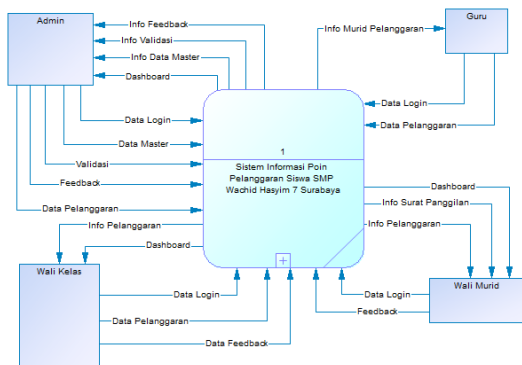 Admin
Info Feedback
Info Validasi
Info Data Master
Dashboard
Info Murid Pelanggaran
Guru
Data Login
Data Pelanggaran
Data Login
Data Master
Validasi
Feedback
Data Pelanggaran
1
Sistem Informasi Poin
Pelanggaran Siswa SMP
Wachid Hasyim 7 Surabaya
Dashboard
Info Surat Panggilan
Info Pelanggaran
Info Pelanggaran
Dashboard
Wali Kelas
Data Login
Data Pelanggaran
Data Feedback
Wali Murid
Data Login
Feedback